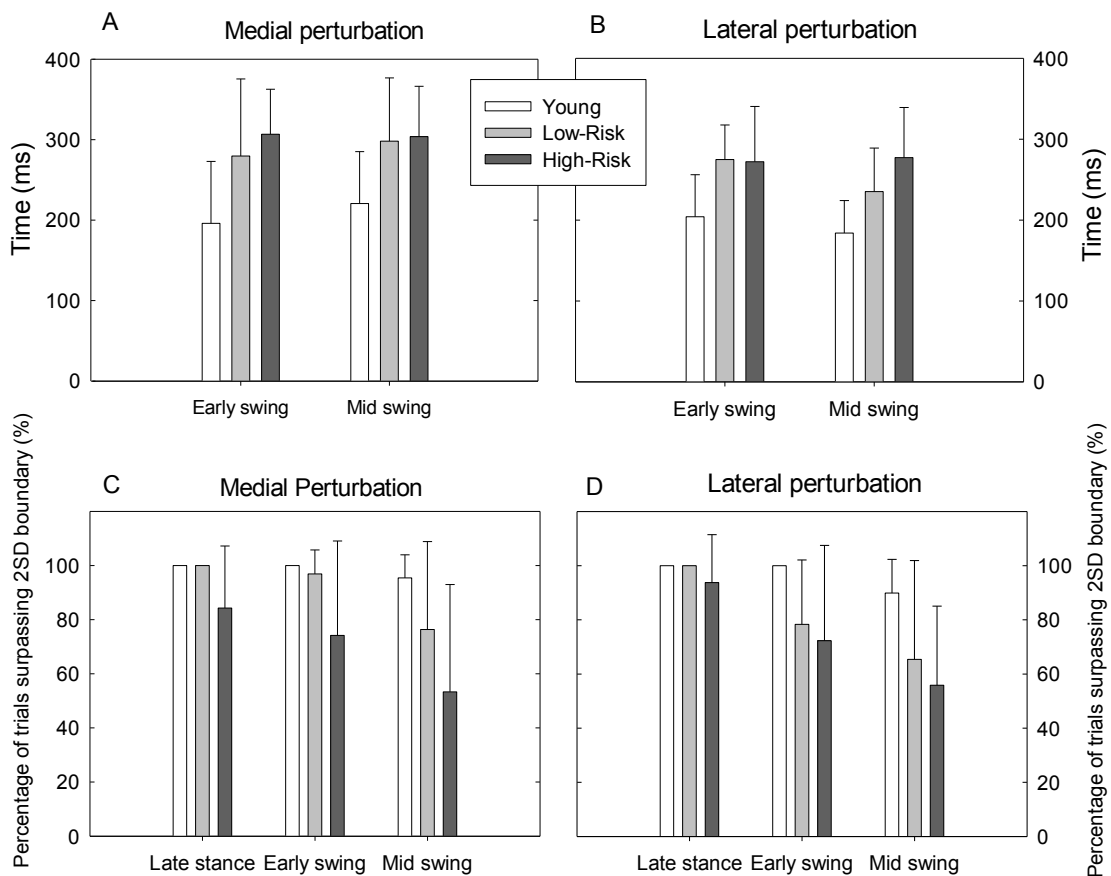 A
Medial perturbation
B
Lateral perturbation
400
300
200
100
0
Time (ms)
Early swing
Mid swing
Young
Low-Risk
High-Risk
400
300
200
100
0
Time (ms)
Early swing
Mid swing
C
Medial Perturbation
D
Lateral perturbation
Percentage of trials surpassing 2SD boundary (%)
100
80
60
40
20
0
Late stance
Early swing
Mid swing
100
80
60
40
20
0
Percentage of trials surpassing 2SD boundary (%)
Late stance
Early swing
Mid swing